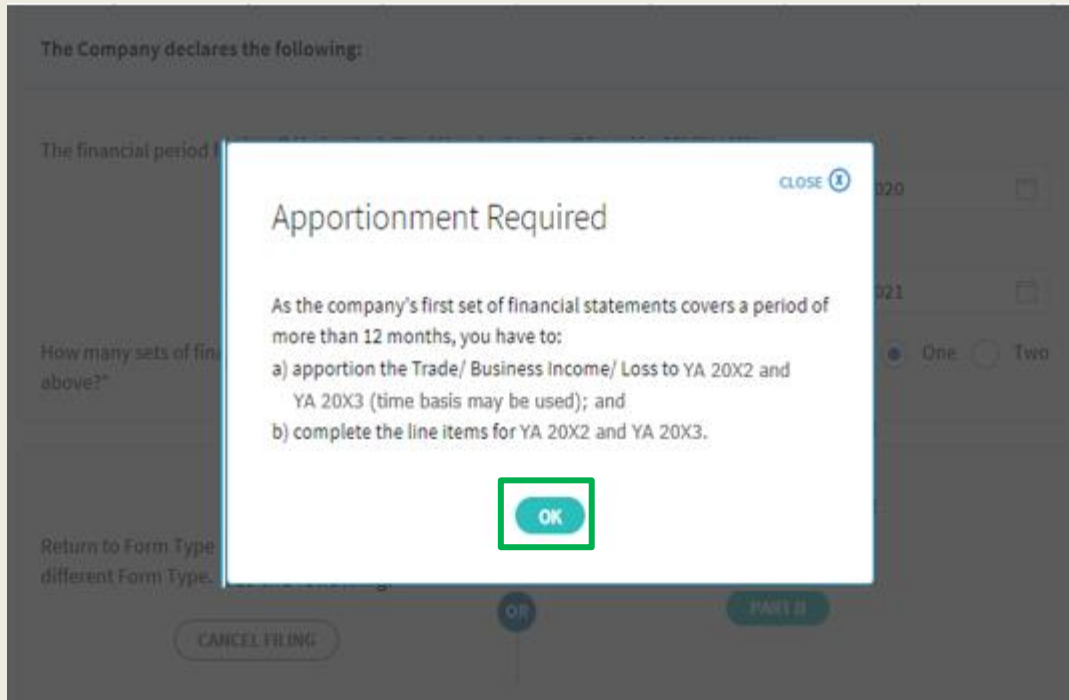 The Company declares the following:
The financial period
CLOSE X
020
Apportionment Required
021
As the company's first set of financial statements covers a period of
more than 12 months, you have to:
How many sets of fin
One Two
above?*
a) apportion the Trade/ Business Income/ Loss to YA 20X2 and
YA 20X3 (time basis may be used); and
b) complete the line items for YA 20X2 and YA 20X3.
OK
Return to Form Type
different Form Type.
OR
PART II
CANCEL FILING